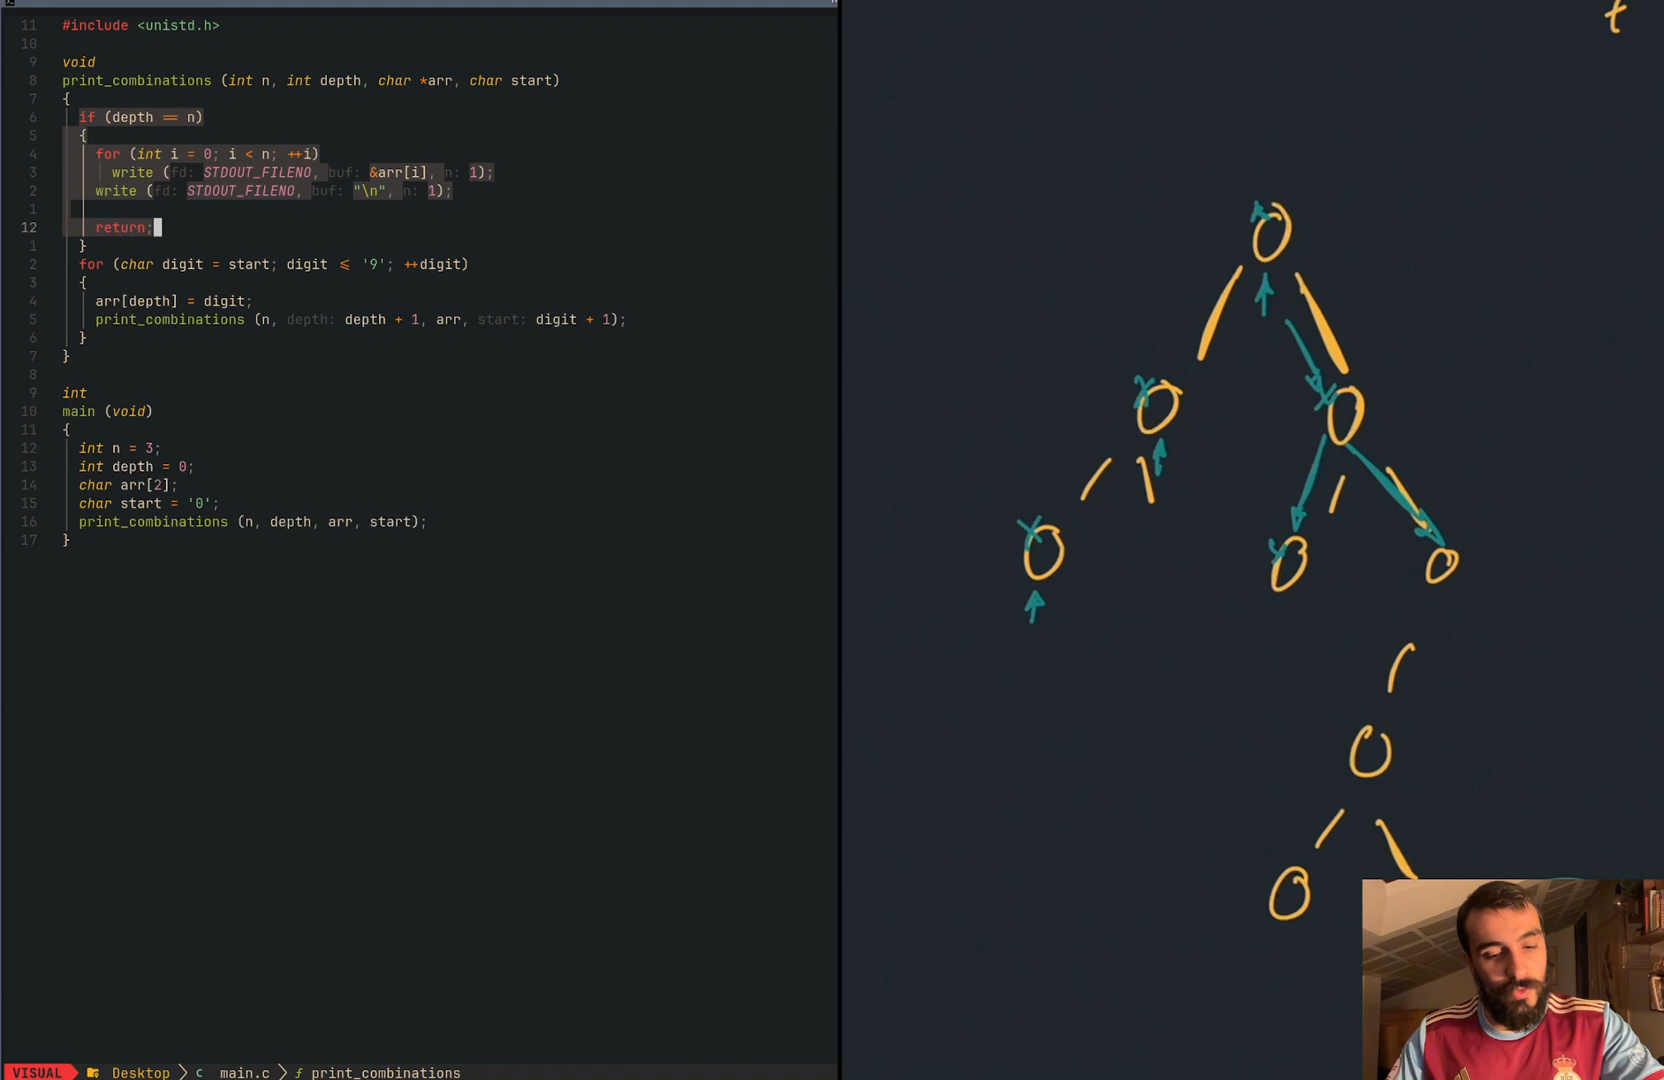 11 #include <unistd.h>
10
9 void
8 print_combinations (int n, int depth, char *arr, char start)
7 {
6 if (depth == n)
5 {
4 for (int i = 0; i < n; ++i)
3 write (fd: STDOUT_FILENO, buf: &arr[i], n: 1);
2 write (fd: STDOUT_FILENO, buf: "\n", n: 1);
1
12 return;
1 }
2 for (char digit = start; digit <= '9'; ++digit)
3 {
4 arr[depth] = digit;
5 print_combinations (n, depth: depth + 1, arr, start: digit + 1);
6 }
7 }
8
9 int
10 main (void)
11 {
12 int n = 3;
13 int depth = 0;
14 char arr[2];
15 char start = '0';
16 print_combinations (n, depth, arr, start);
17 }
VISUAL Desktop > c main.c > f print_combinations
t